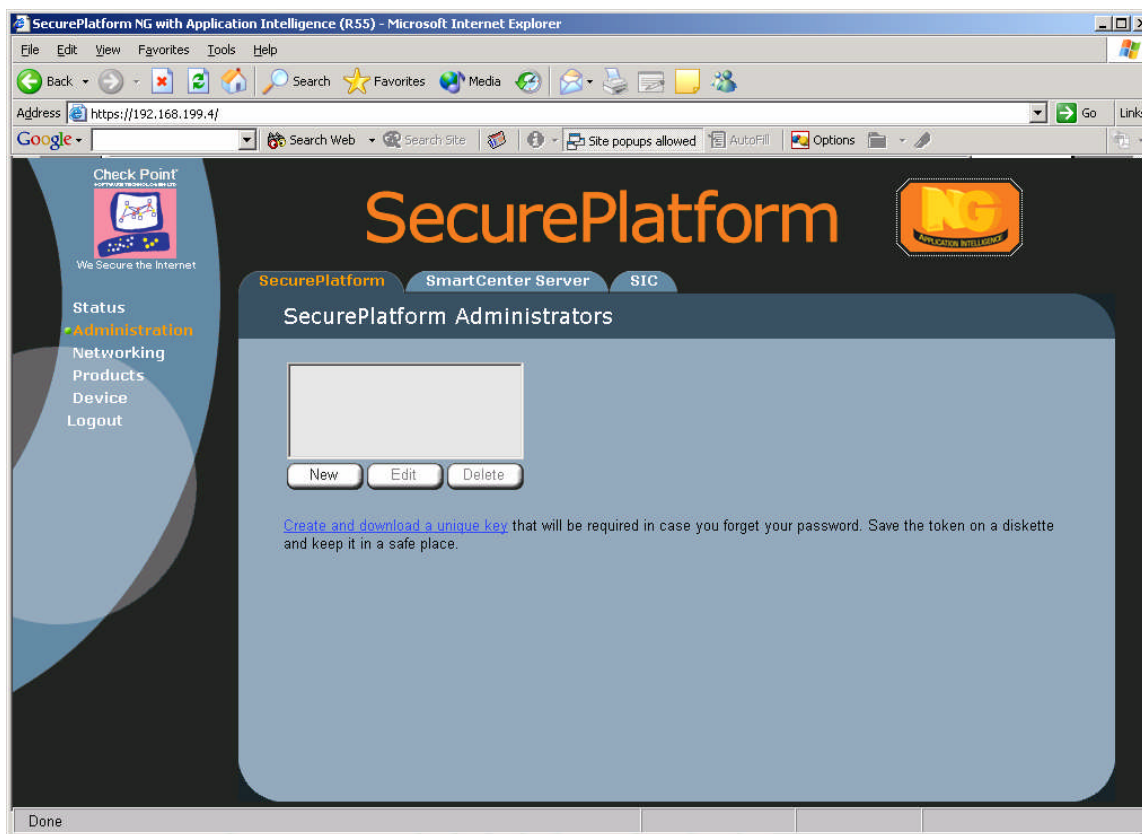 SecurePlatform NG with Application Intelligence (R55) - Microsoft Internet Explorer
File Edit View Favorites Tools Help
Back Search Favorites Media
Address https://192.168.199.4/ Go Links
Google Search Web Search Site Site popups allowed AutoFill Options
Check Point
SOFTWARE TECHNOLOGIES LTD.
We Secure the Internet
SecurePlatform
NG
APPLICATION INTELLIGENCE
SecurePlatform SmartCenter Server SIC
Status
Administration
Networking
Products
Device
Logout
SecurePlatform Administrators
New Edit Delete
Create and download a unique key that will be required in case you forget your password. Save the token on a diskette
and keep it in a safe place.
Done